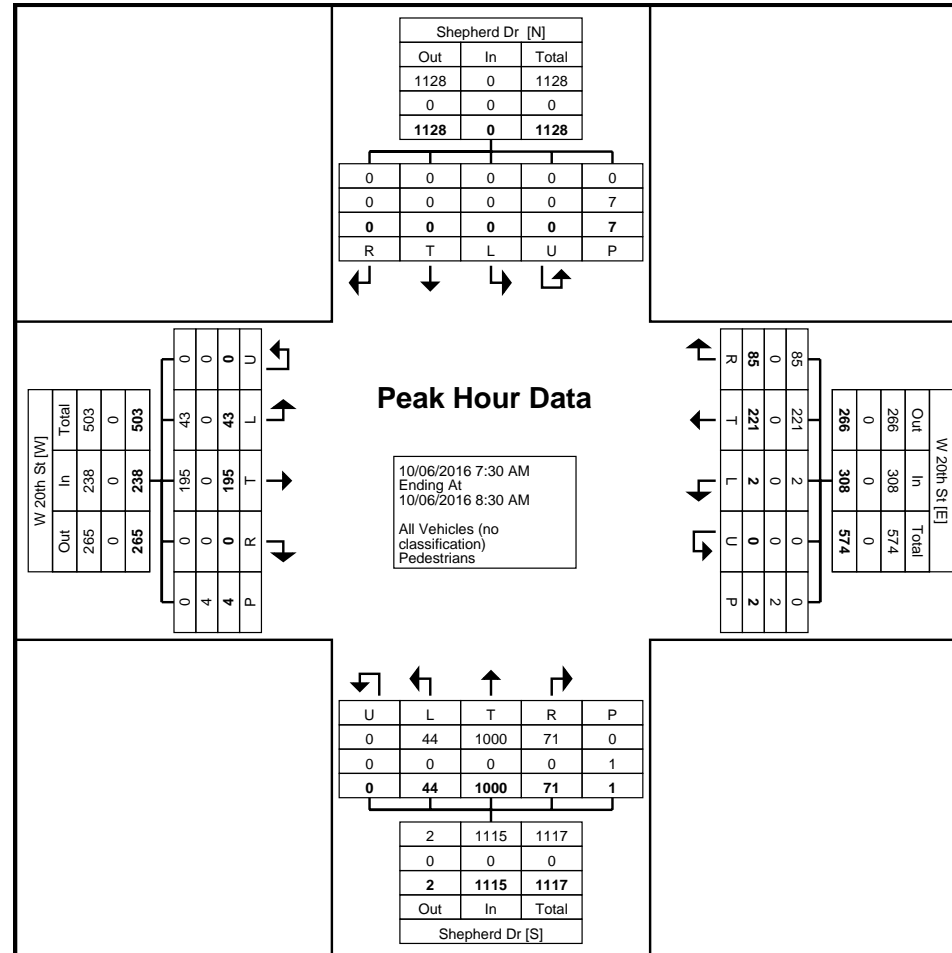 Shepherd Dr [N]
Out In Total
1128 0 1128
0 0 0
1128 0 1128
0 0 0 0 0
0 0 0 0 7
0 0 0 0 7
R T L U P
W 20th St [W]
Total 503 0 503
In 238 0 238
Out 265 0 265
0 0 0 U
43 0 43 L
195 0 195 T
0 0 0 R
0 4 4 P
Peak Hour Data
10/06/2016 7:30 AM
Ending At
10/06/2016 8:30 AM
All Vehicles (no
classification)
Pedestrians
R 85 0 85
T 221 0 221
L 2 0 2
U 0 0 0
P 2 2 0
266 0 266 Out
308 0 308 In
574 0 574 Total
W 20th St [E]
U L T R P
0 44 1000 71 0
0 0 0 0 1
0 44 1000 71 1
2 1115 1117
0 0 0
2 1115 1117
Out In Total
Shepherd Dr [S]